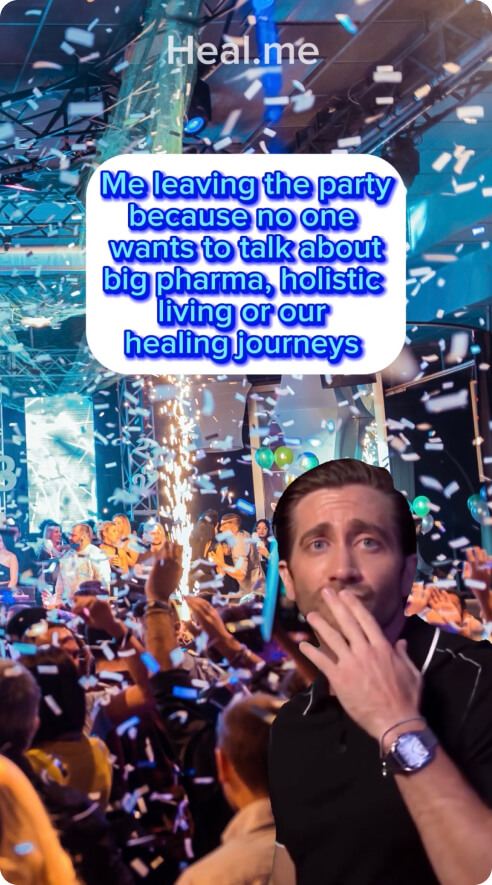 Heal.me
Me leaving the party
because no one
wants to talk about
big pharma, holistic
living or our
healing journeys